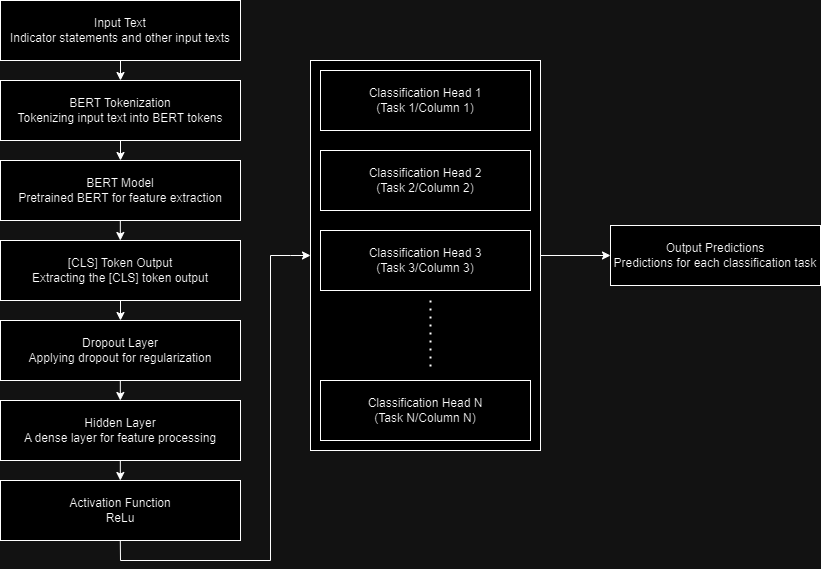 Input Text
Indicator statements and other input texts
BERT Tokenization
Tokenizing input text into BERT tokens
BERT Model
Pretrained BERT for feature extraction
[CLS] Token Output
Extracting the [CLS] token output
Dropout Layer
Applying dropout for regularization
Hidden Layer
A dense layer for feature processing
Activation Function
ReLu
Classification Head 1
(Task 1/Column 1)
Classification Head 2
(Task 2/Column 2)
Classification Head 3
(Task 3/Column 3)
Classification Head N
(Task N/Column N)
Output Predictions
Predictions for each classification task